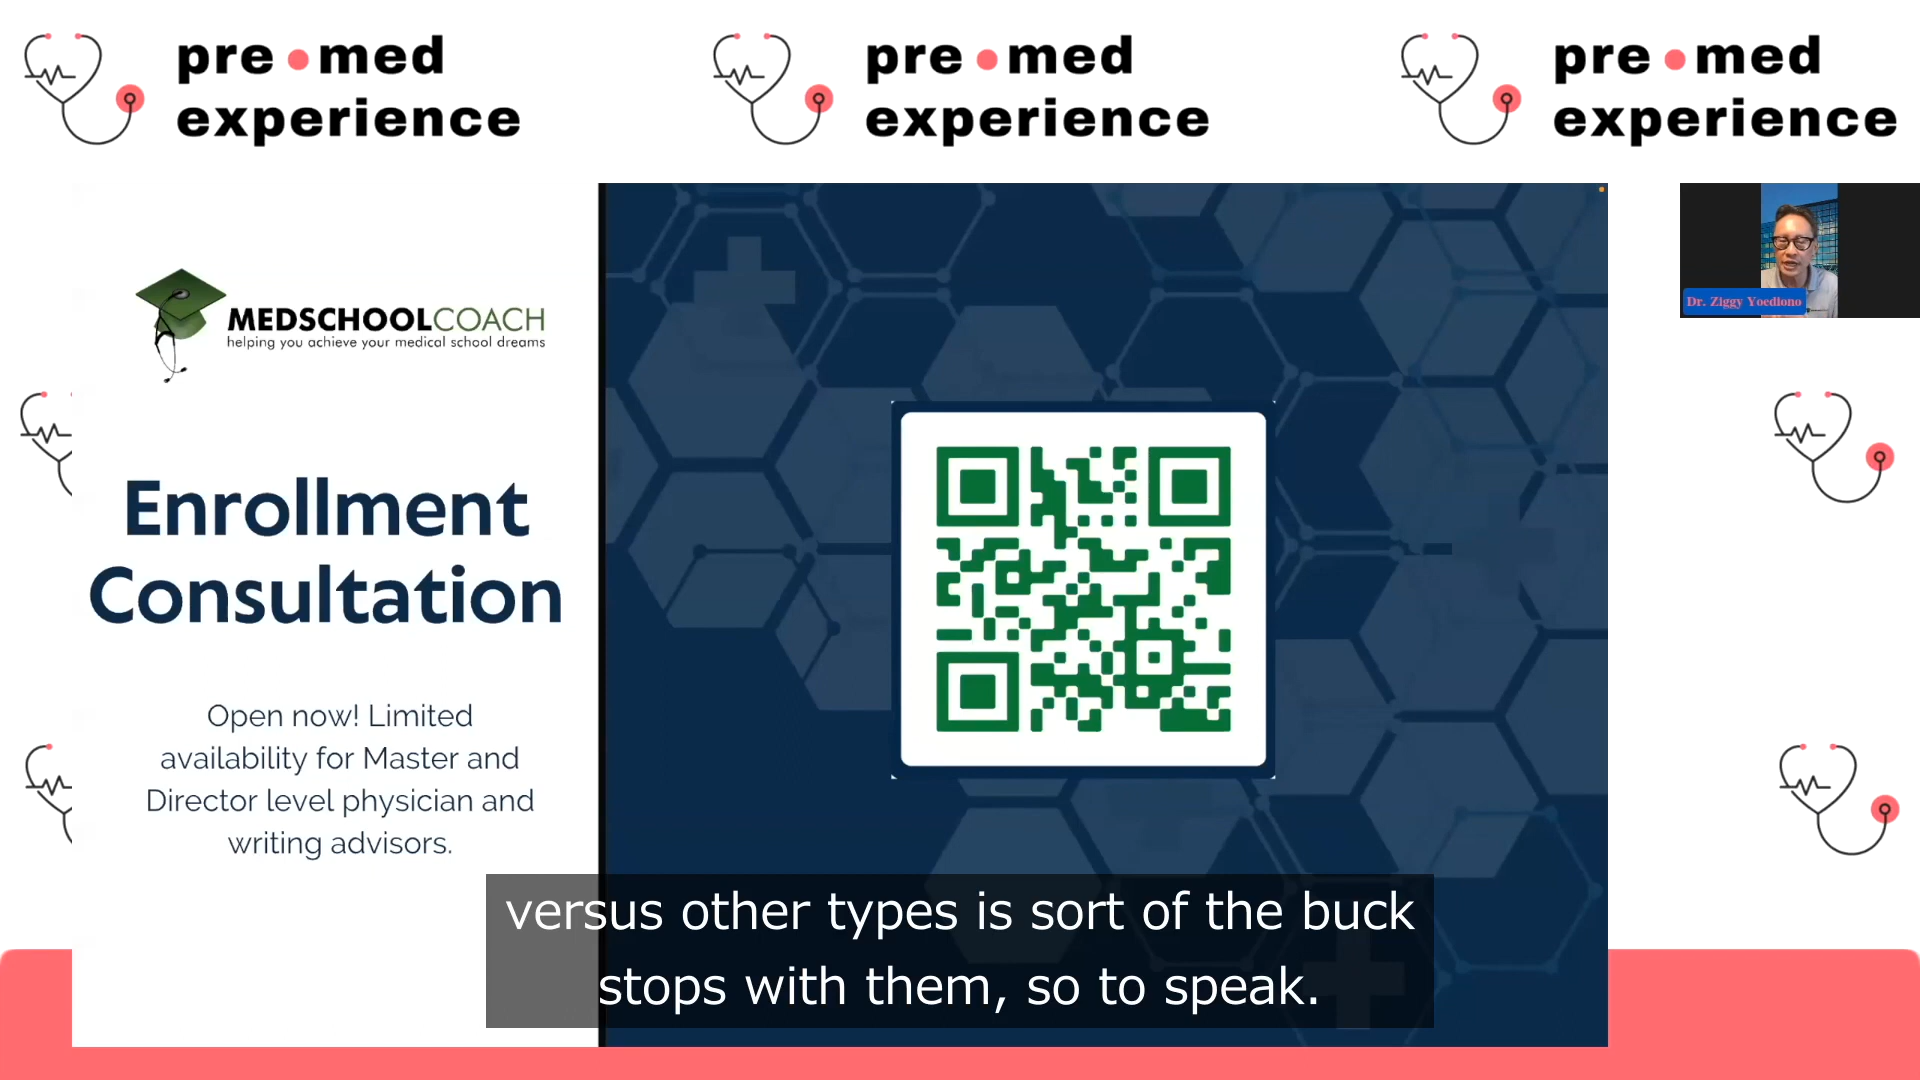 pre med
experience
pre med
experience
pre med
experience
MEDSCHOOLCOACH
helping you achieve your medical school dreams
Enrollment
Consultation
Open now! Limited
availability for Master and
Director level physician and
writing advisors.
Dr. Ziggy Yoediono
versus other types is sort of the buck
stops with them, so to speak.